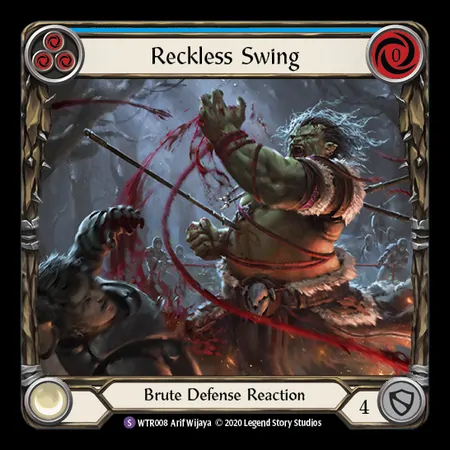 Reckless Swing
0
Brute Defense Reaction
4
S WTR008 Arif Wijaya © 2020 Legend Story Studios